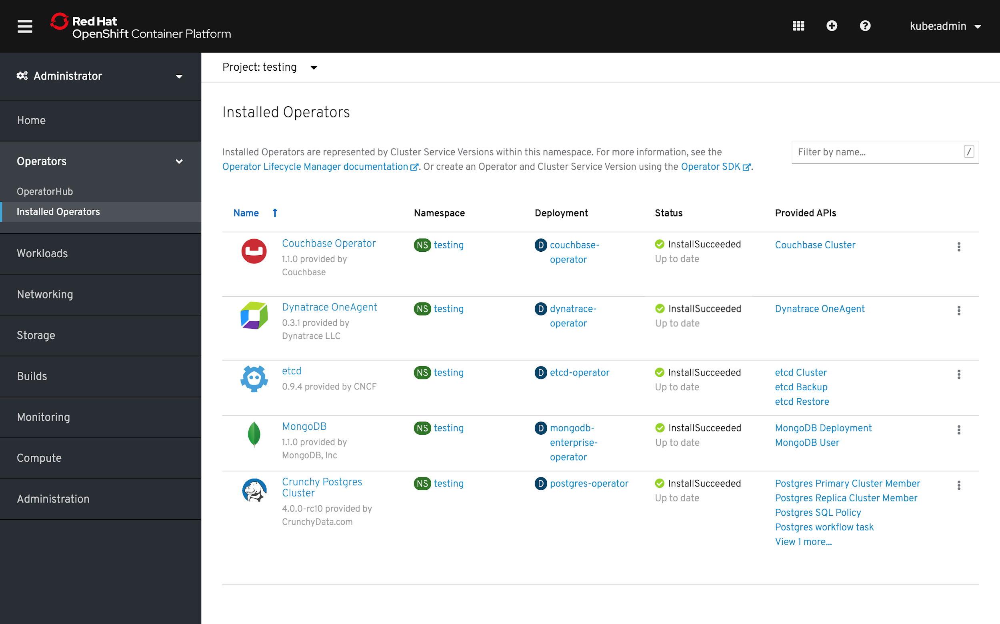 Red Hat
OpenShift Container Platform
kube:admin
Administrator
Home
Operators
OperatorHub
Installed Operators
Workloads
Networking
Storage
Builds
Monitoring
Compute
Administration
Project: testing
Installed Operators
Installed Operators are represented by Cluster Service Versions within this namespace. For more information, see the
Operator Lifecycle Manager documentation. Or create an Operator and Cluster Service Version using the Operator SDK.
Filter by name... /
Name Namespace Deployment Status Provided APIs
Couchbase Operator
1.1.0 provided by
Couchbase
NS testing
D couchbase-
operator
InstallSucceeded
Up to date
Couchbase Cluster
Dynatrace OneAgent
0.3.1 provided by
Dynatrace LLC
NS testing
D dynatrace-
operator
InstallSucceeded
Up to date
Dynatrace OneAgent
etcd
0.9.4 provided by CNCF
NS testing
D etcd-operator
InstallSucceeded
Up to date
etcd Cluster
etcd Backup
etcd Restore
MongoDB
1.1.0 provided by
MongoDB, Inc
NS testing
D mongodb-
enterprise-
operator
InstallSucceeded
Up to date
MongoDB Deployment
MongoDB User
Crunchy Postgres
Cluster
4.0.0-rc10 provided by
CrunchyData.com
NS testing
D postgres-operator
InstallSucceeded
Up to date
Postgres Primary Cluster Member
Postgres Replica Cluster Member
Postgres SQL Policy
Postgres workflow task
View 1 more...